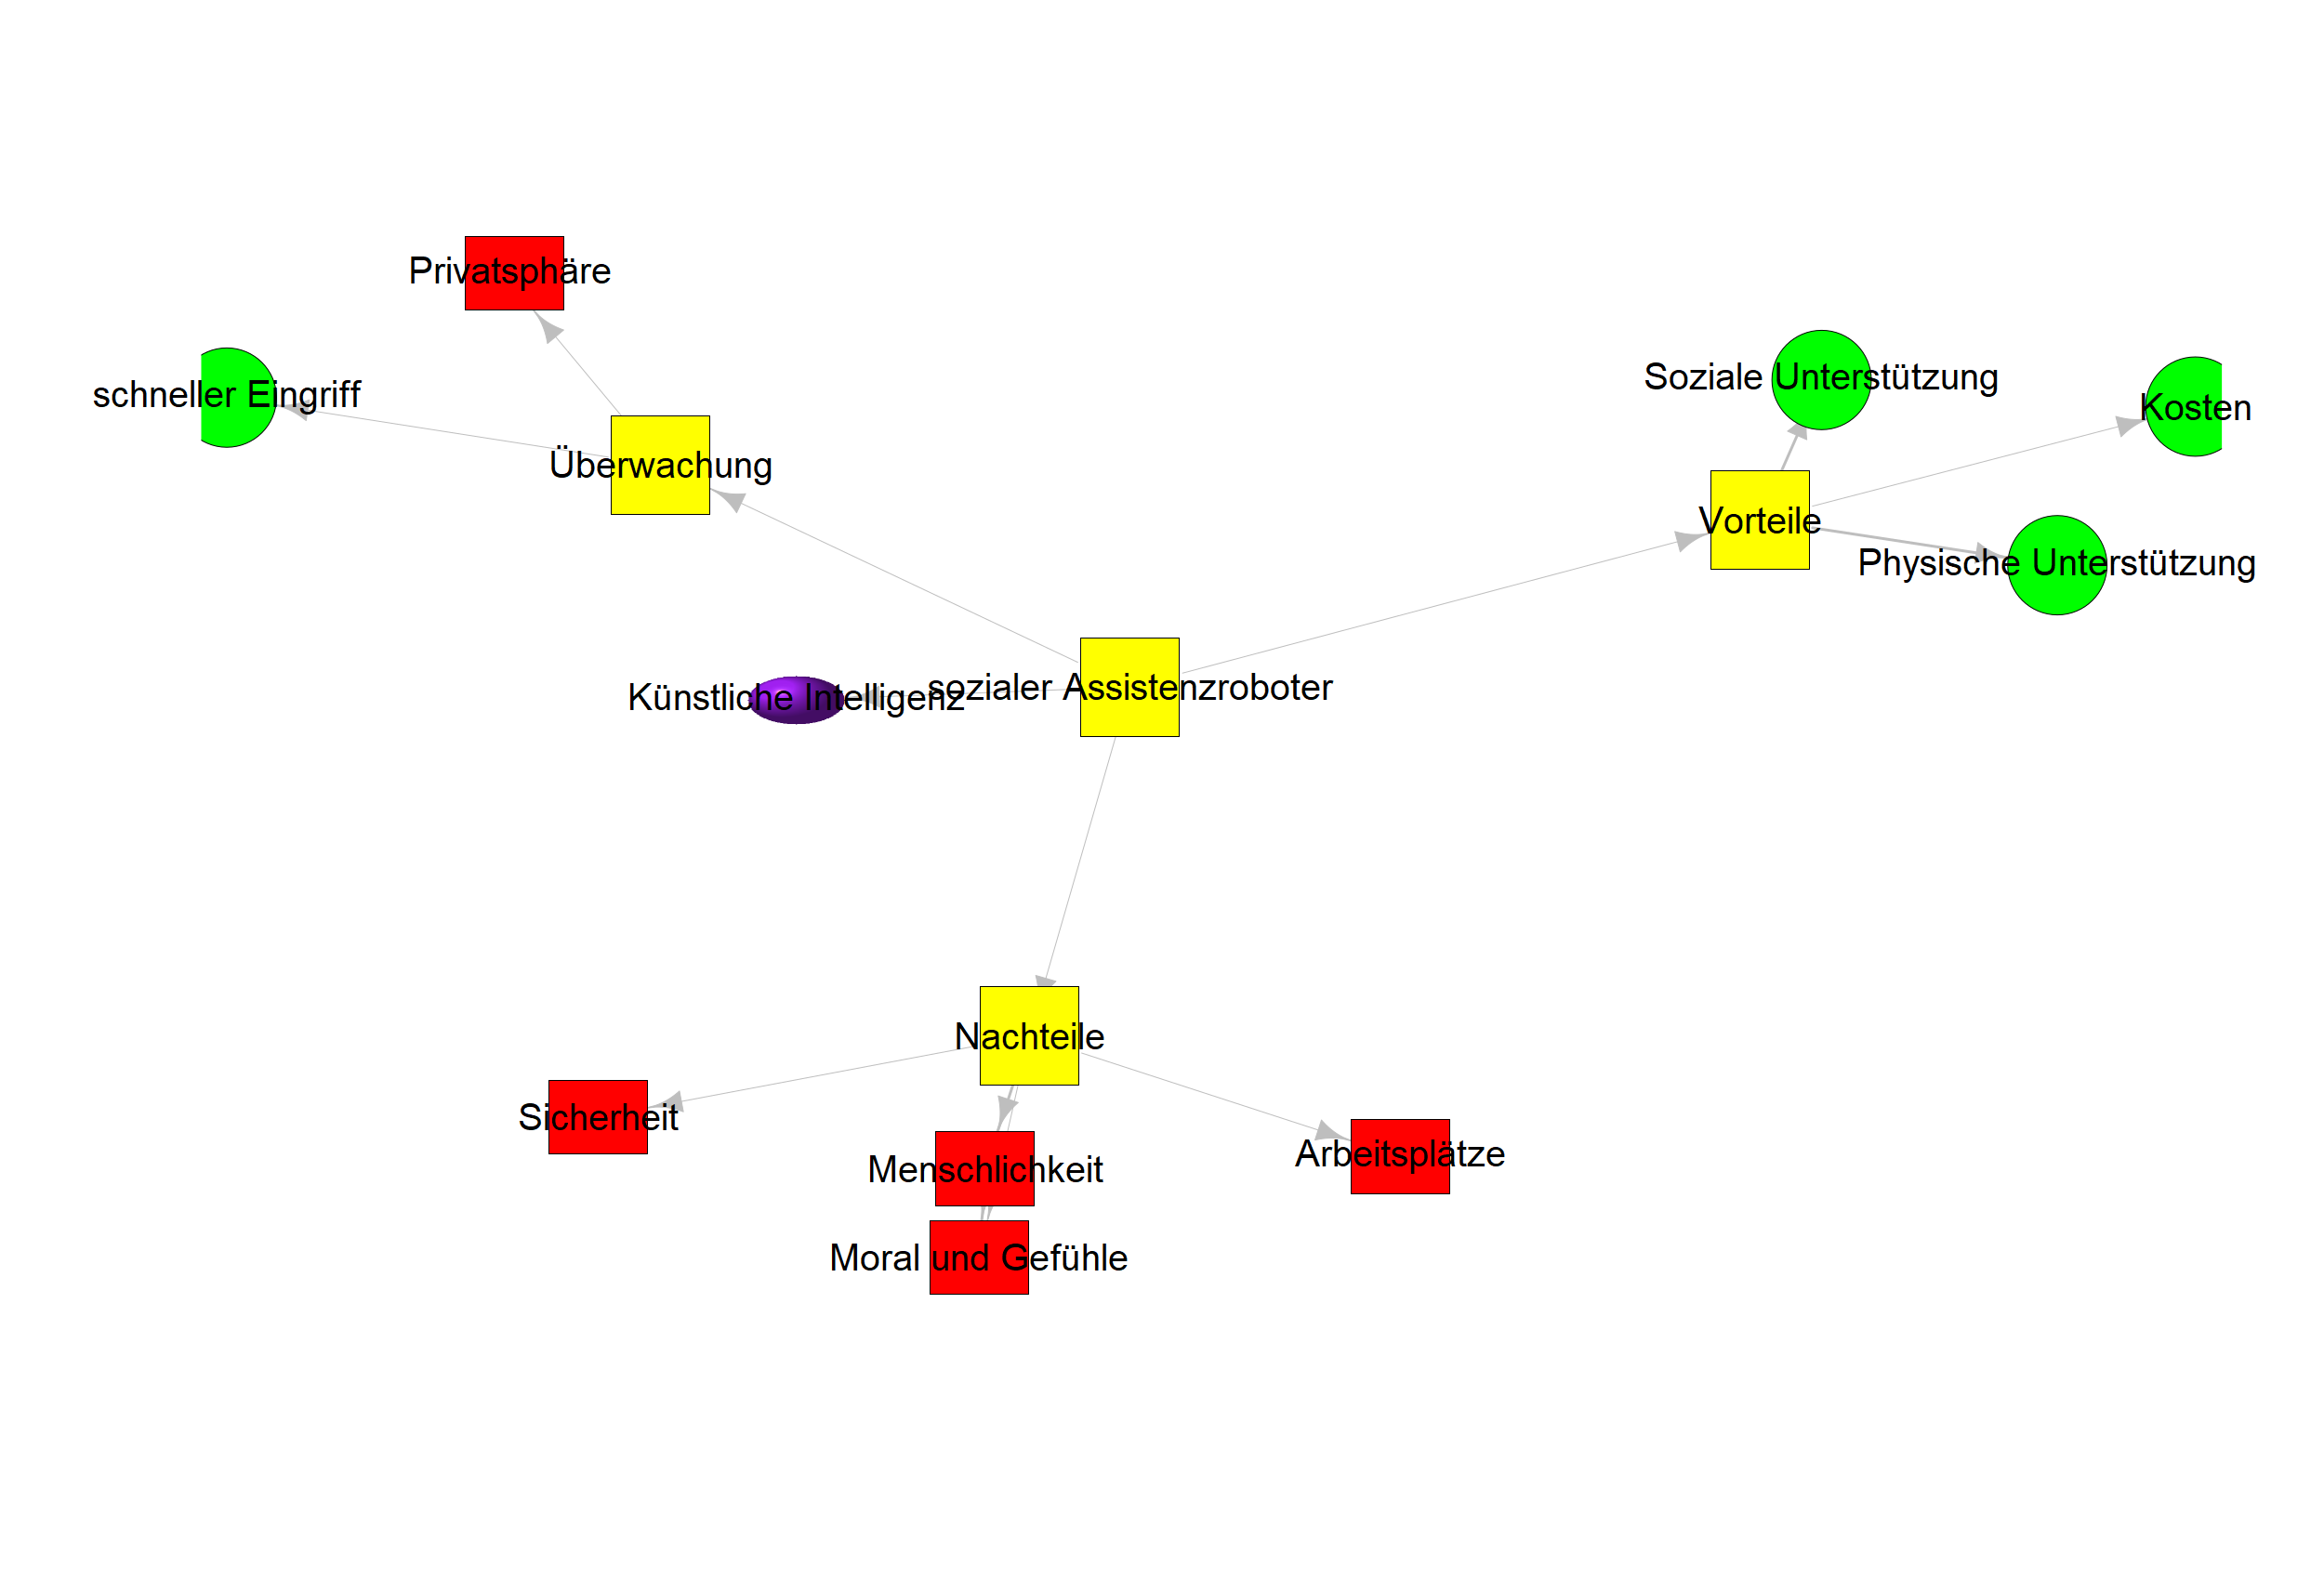 Privatsphäre
schneller Eingriff
Soziale Unterstützung
Kosten
Überwachung
Vorteile
Physische Unterstützung
Künstliche Intelligenz
sozialer Assistenzroboter
Nachteile
Sicherheit
Arbeitsplätze
Menschlichkeit
Moral und Gefühle